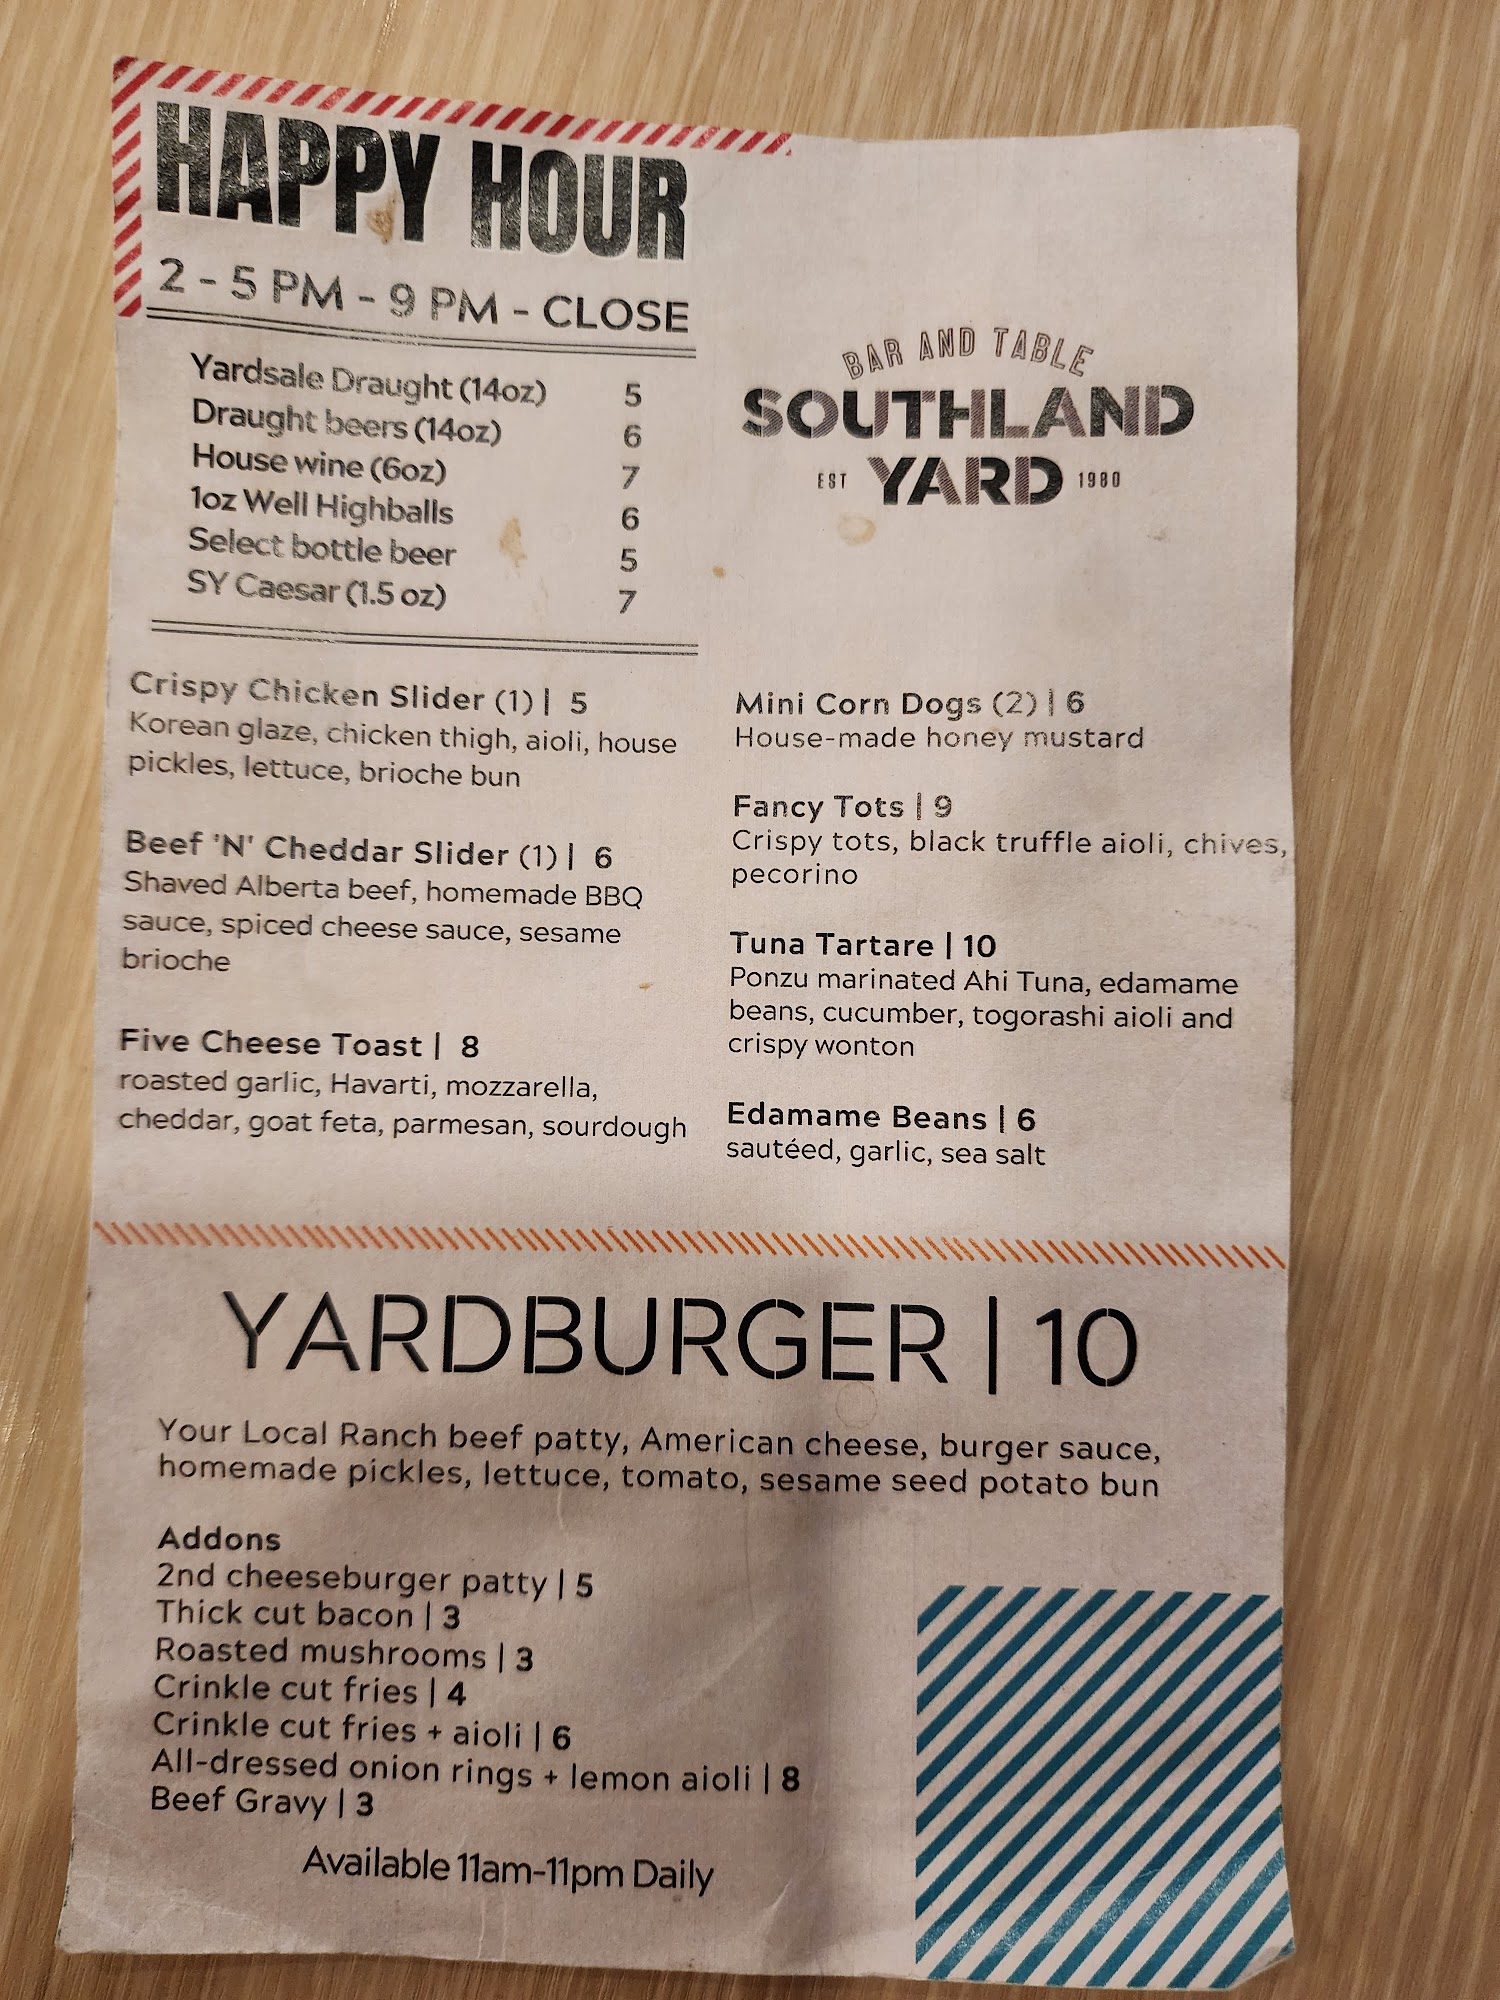 HAPPY HOUR
2 - 5 PM - 9 PM - CLOSE
Yardsale Draught (14oz) 5
Draught beers (14oz) 6
House wine (6oz) 7
1oz Well Highballs 6
Select bottle beer 5
SY Caesar (1.5 oz) 7
BAR AND TABLE
SOUTHLAND
EST YARD 1980
Crispy Chicken Slider (1) | 5
Korean glaze, chicken thigh, aioli, house
pickles, lettuce, brioche bun
Beef 'N' Cheddar Slider (1) | 6
Shaved Alberta beef, homemade BBQ
sauce, spiced cheese sauce, sesame
brioche
Five Cheese Toast | 8
roasted garlic, Havarti, mozzarella,
cheddar, goat feta, parmesan, sourdough
Mini Corn Dogs (2) | 6
House-made honey mustard
Fancy Tots | 9
Crispy tots, black truffle aioli, chives,
pecorino
Tuna Tartare | 10
Ponzu marinated Ahi Tuna, edamame
beans, cucumber, togorashi aioli and
crispy wonton
Edamame Beans | 6
sautéed, garlic, sea salt
YARDBURGER | 10
Your Local Ranch beef patty, American cheese, burger sauce,
homemade pickles, lettuce, tomato, sesame seed potato bun
Addons
2nd cheeseburger patty | 5
Thick cut bacon | 3
Roasted mushrooms | 3
Crinkle cut fries | 4
Crinkle cut fries + aioli | 6
All-dressed onion rings + lemon aioli | 8
Beef Gravy | 3
Available 11am-11pm Daily